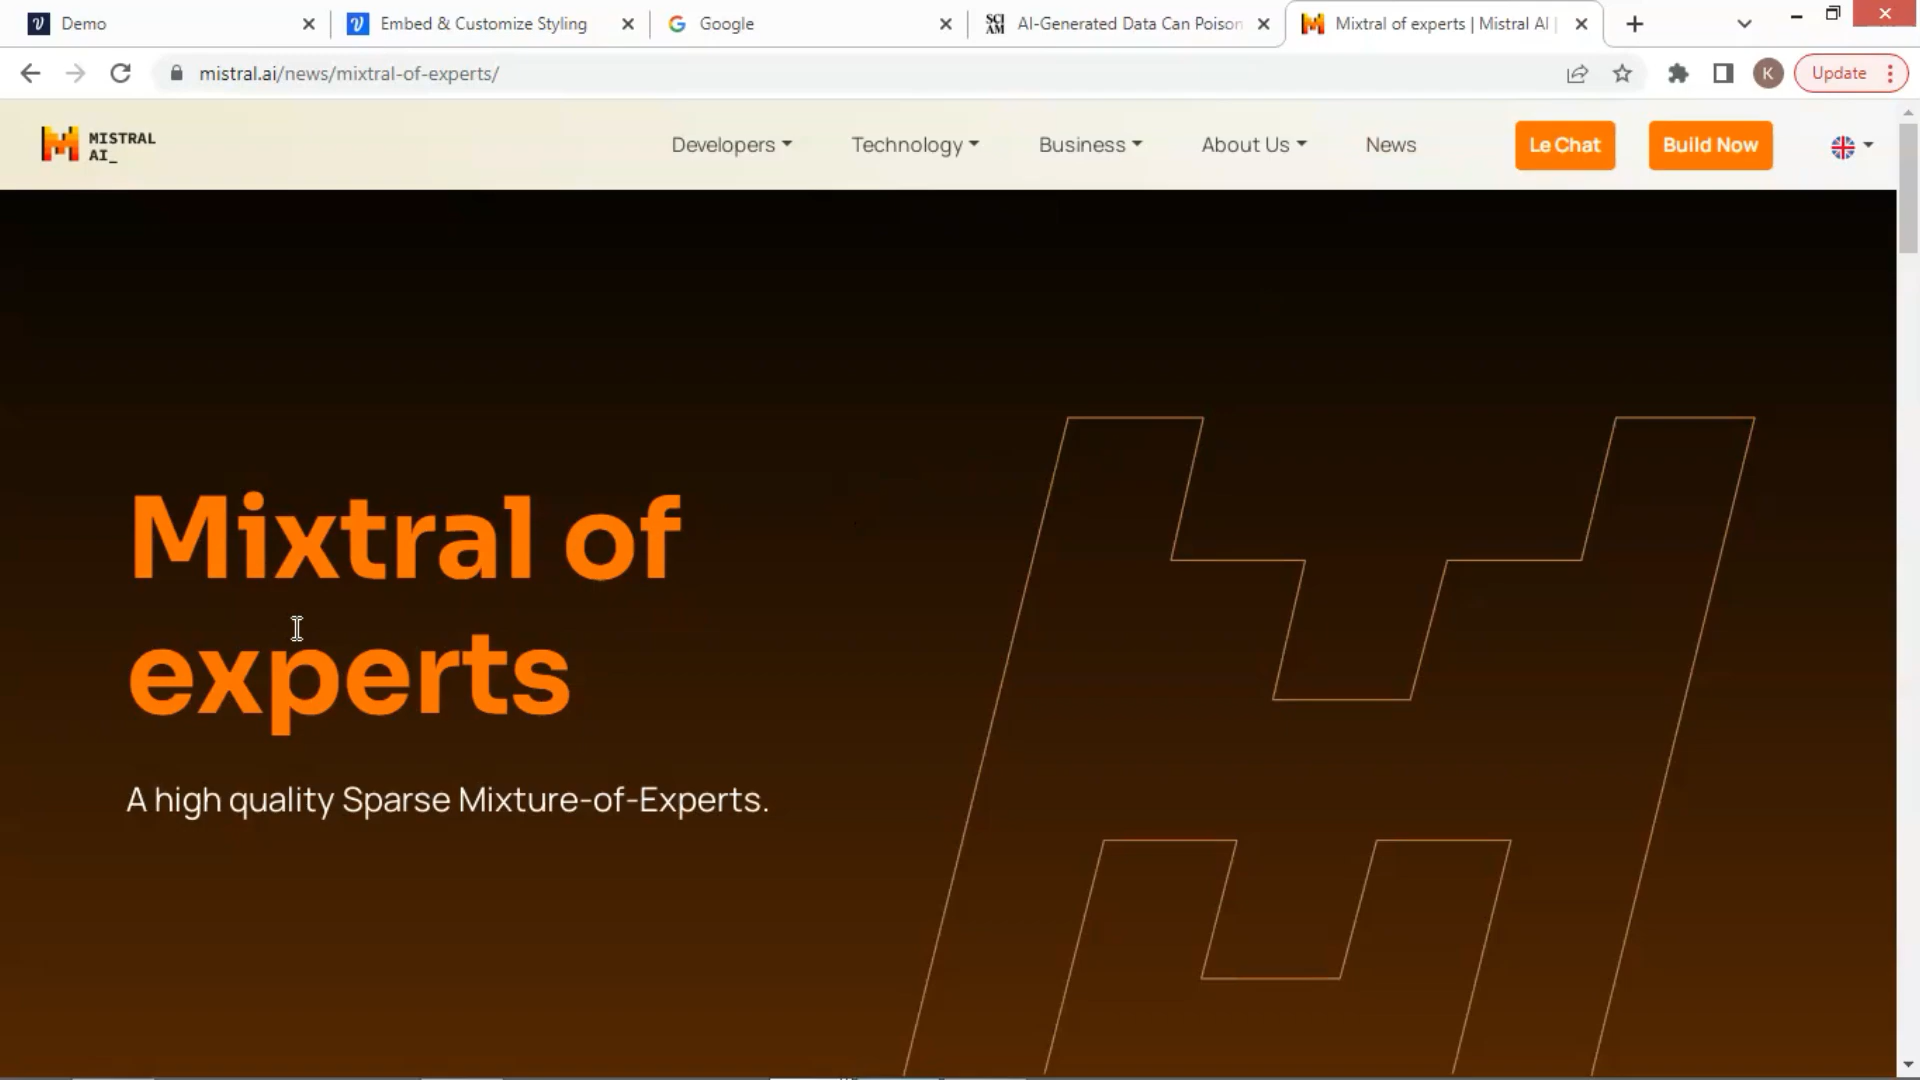 Demo
Embed & Customize Styling
Google
AI-Generated Data Can Poison
Mixtral of experts | Mistral AI |
mistral.ai/news/mixtral-of-experts/
K
Update
MISTRAL
AI_
Developers
Technology
Business
About Us
News
Le Chat
Build Now
Mixtral of
experts
A high quality Sparse Mixture-of-Experts.